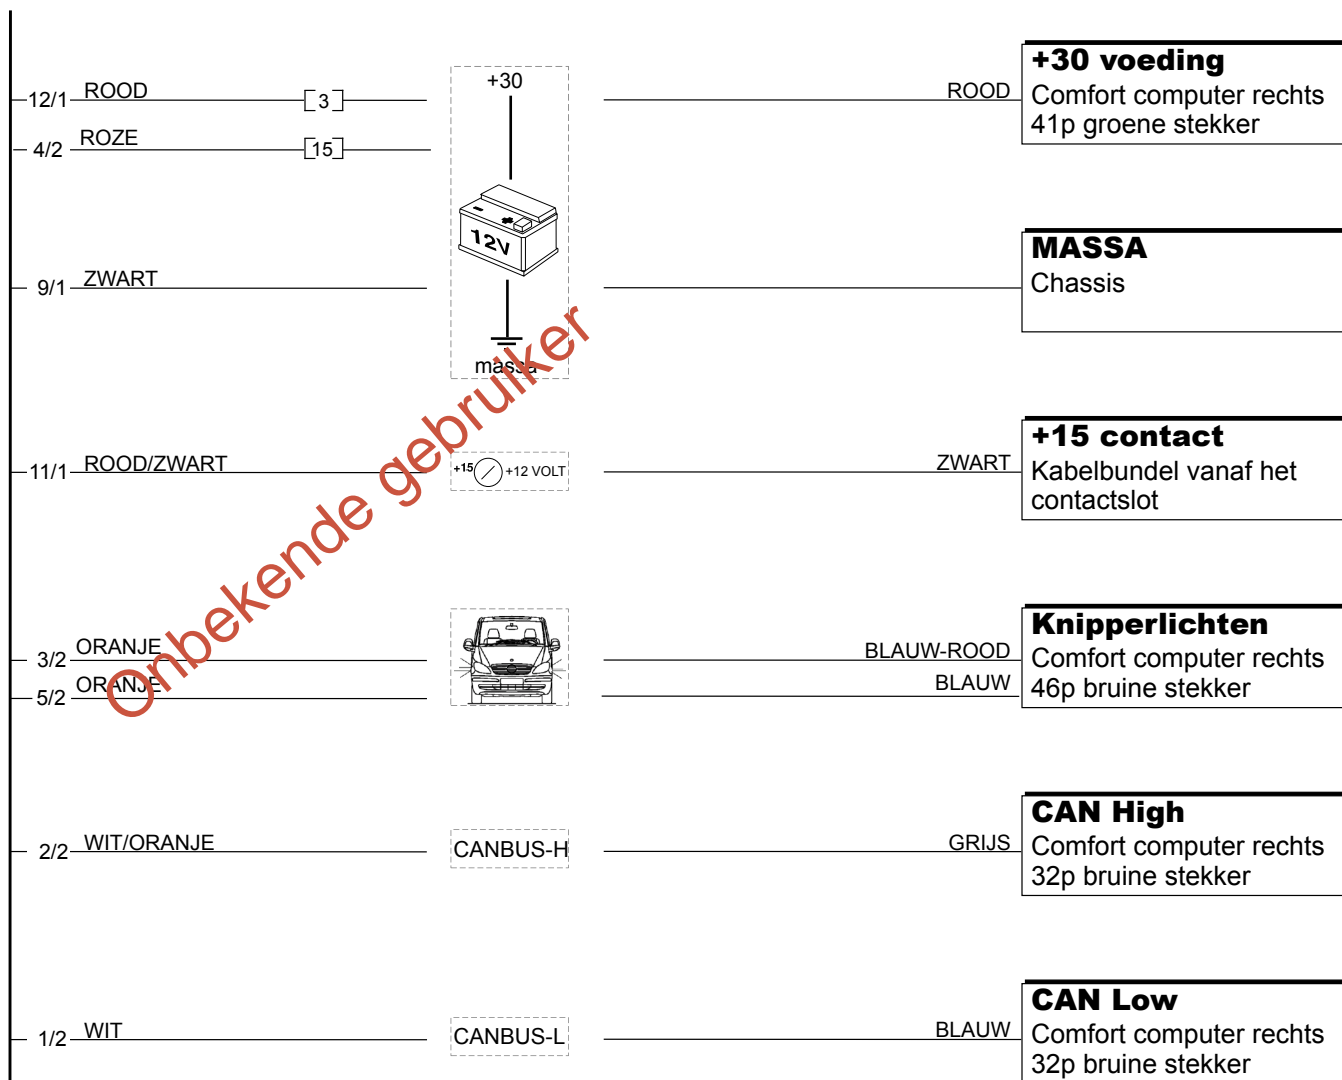 +30 voeding
12/1 ROOD [3] +30 ROOD Comfort computer rechts
41p groene stekker
4/2 ROZE [15]
12V
MASSA
9/1 ZWART Chassis
massa
+15 contact
11/1 ROOD/ZWART +15 +12 VOLT ZWART Kabelbundel vanaf het
contactslot
Knipperlichten
3/2 ORANJE BLAUW-ROOD Comfort computer rechts
5/2 ORANJE BLAUW 46p bruine stekker
CAN High
2/2 WIT/ORANJE CANBUS-H GRIJS Comfort computer rechts
32p bruine stekker
CAN Low
1/2 WIT CANBUS-L BLAUW Comfort computer rechts
32p bruine stekker
Onbekende gebruiker